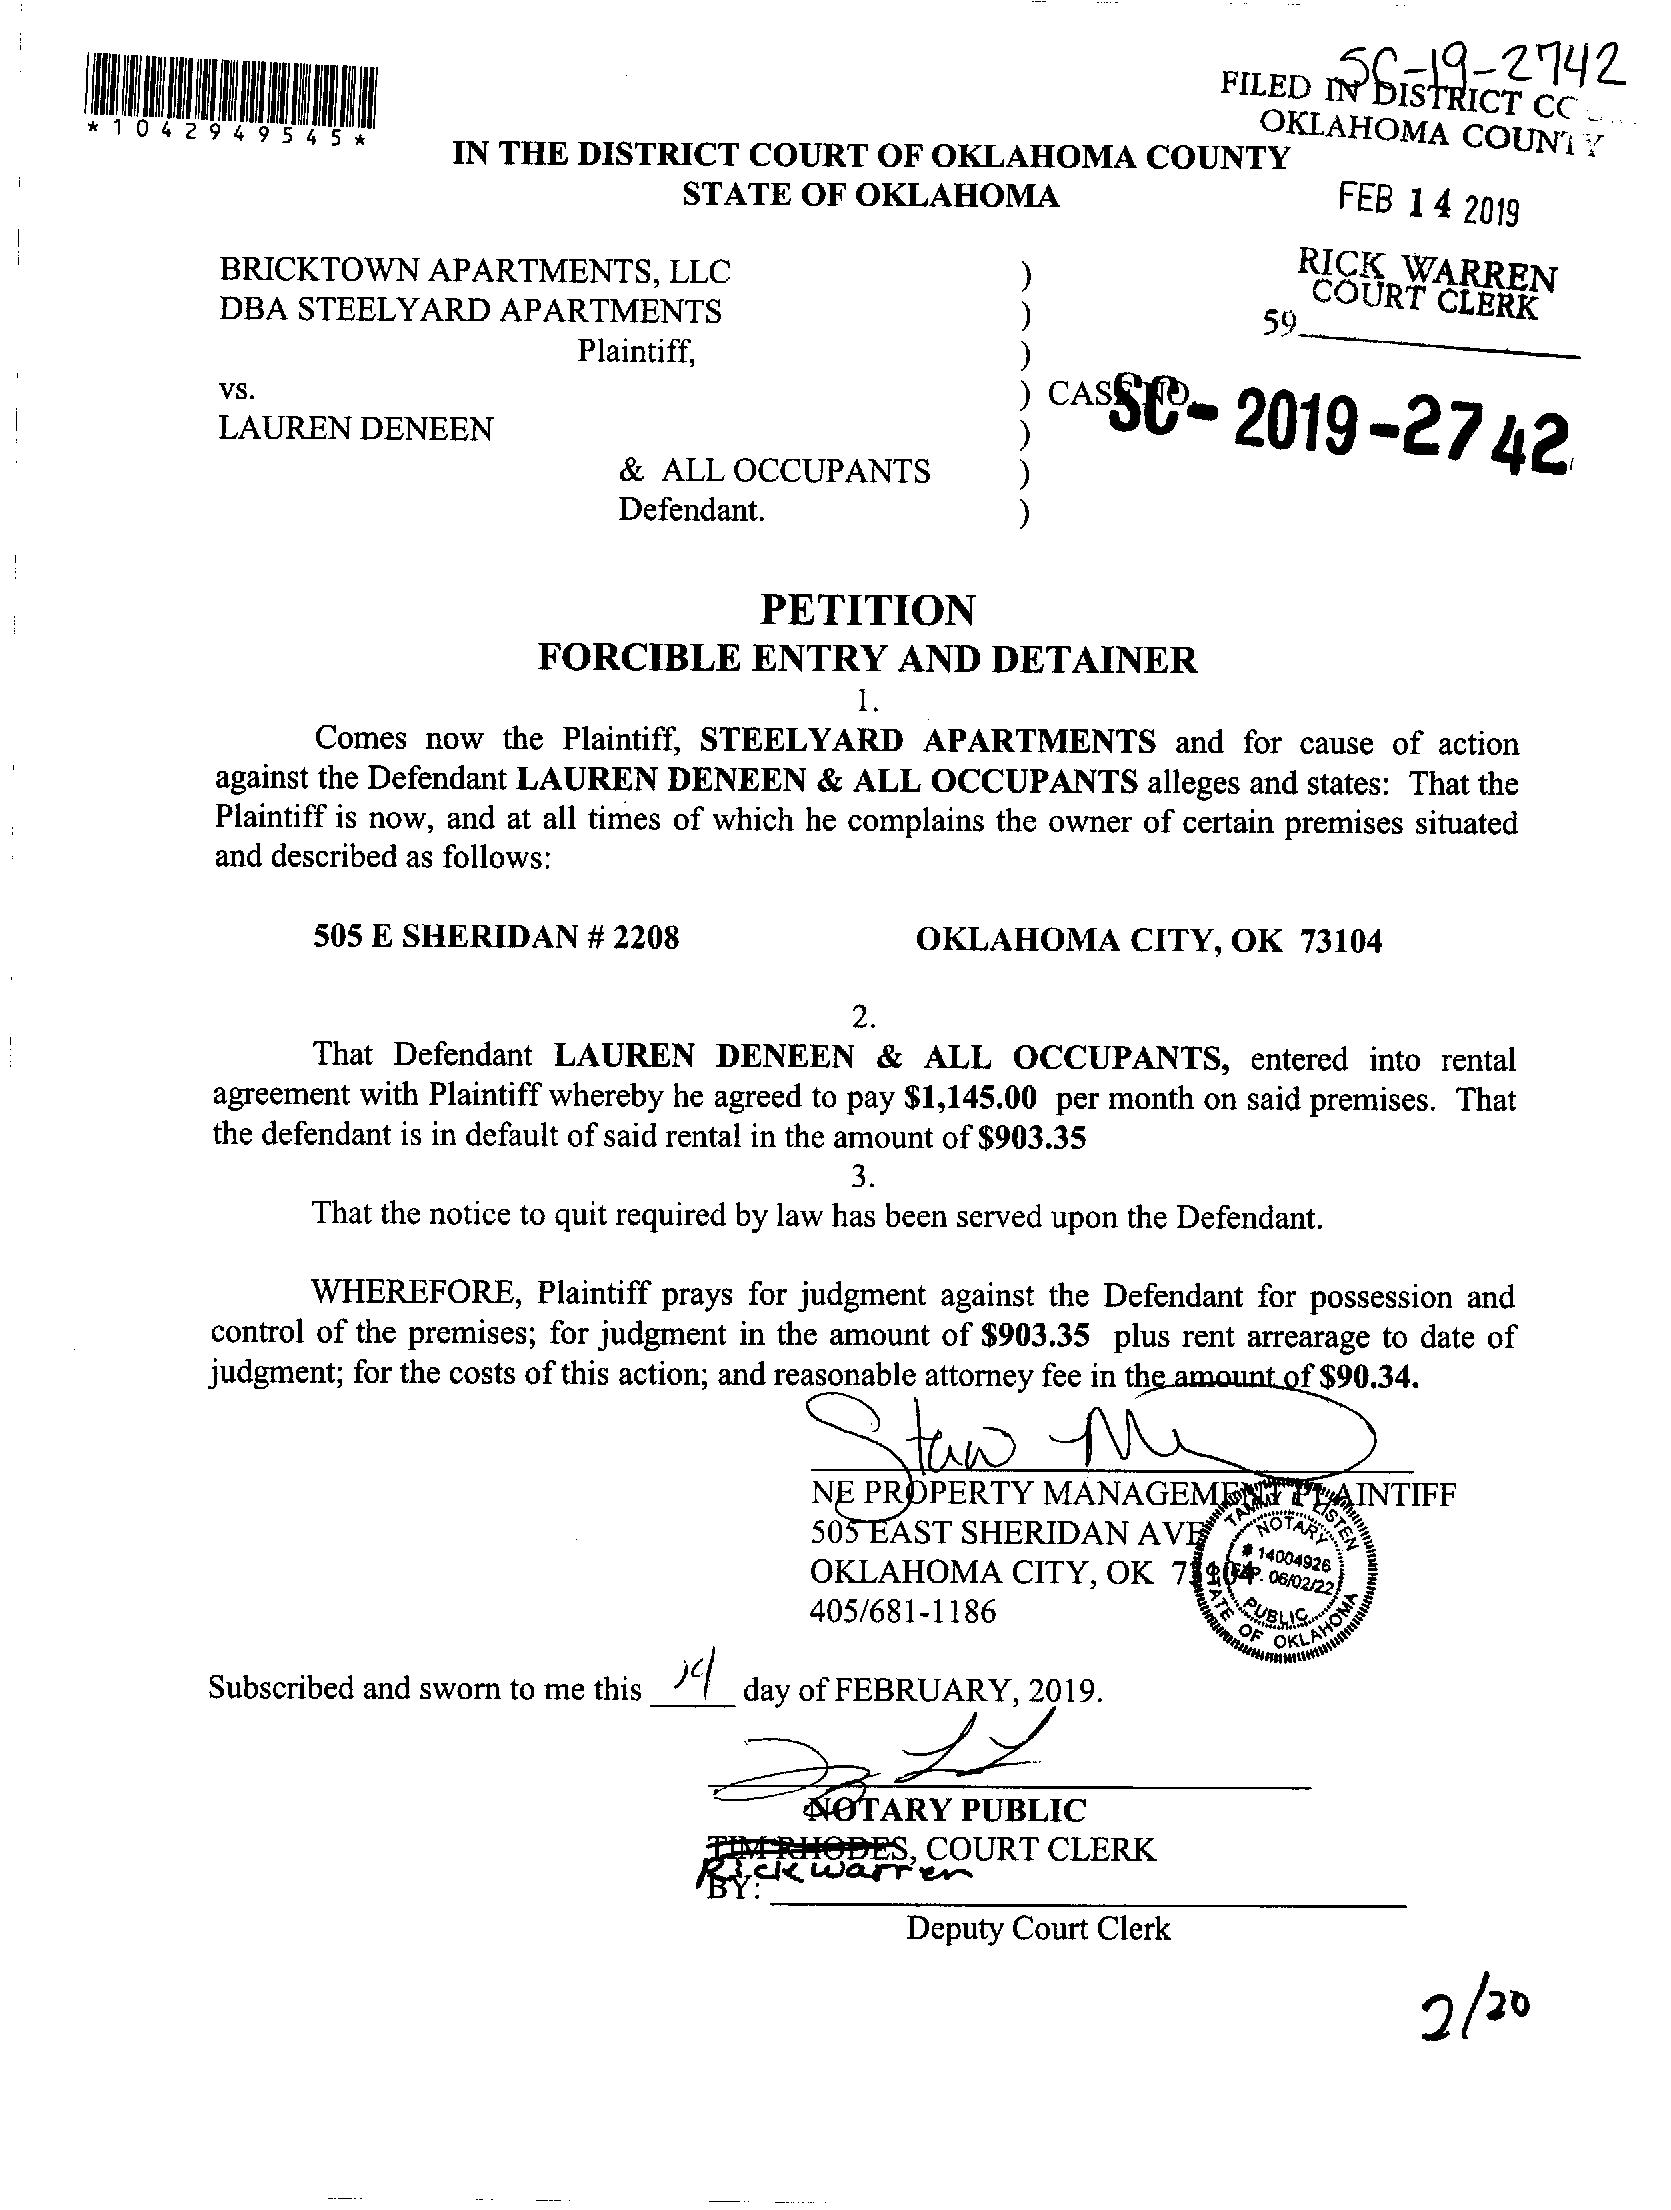 SC-19-2742
FILED IN DISTRICT
OKLAHOMA COUNTY
*1042949545*
IN THE DISTRICT COURT OF OKLAHOMA COUNTY
STATE OF OKLAHOMA
FEB 14 2019
RICK WARREN
COURT CLERK
59
BRICKTOWN APARTMENTS, LLC )
DBA STEELYARD APARTMENTS )
Plaintiff, )
vs. ) CASE NO.
SC-2019-2742
LAUREN DENEEN )
& ALL OCCUPANTS )
Defendant. )
PETITION
FORCIBLE ENTRY AND DETAINER
1.
Comes now the Plaintiff, STEELYARD APARTMENTS and for cause of action
against the Defendant LAUREN DENEEN & ALL OCCUPANTS alleges and states: That the
Plaintiff is now, and at all times of which he complains the owner of certain premises situated
and described as follows:
505 E SHERIDAN # 2208 OKLAHOMA CITY, OK 73104
2.
That Defendant LAUREN DENEEN & ALL OCCUPANTS, entered into rental
agreement with Plaintiff whereby he agreed to pay $1,145.00 per month on said premises. That
the defendant is in default of said rental in the amount of $903.35
3.
That the notice to quit required by law has been served upon the Defendant.
WHEREFORE, Plaintiff prays for judgment against the Defendant for possession and
control of the premises; for judgment in the amount of $903.35 plus rent arrearage to date of
judgment; for the costs of this action; and reasonable attorney fee in the amount of $90.34.
NE PROPERTY MANAGEMENT PLAINTIFF
505 EAST SHERIDAN AVE
OKLAHOMA CITY, OK 73104
405/681-1186
NOTARY
# 14004926
EXP. 06/02/22
PUBLIC
STATE OF OKLAHOMA
Subscribed and sworn to me this 14 day of FEBRUARY, 2019.
NOTARY PUBLIC
TIM RHODES, COURT CLERK
Rick Warren
BY:
Deputy Court Clerk
2/20